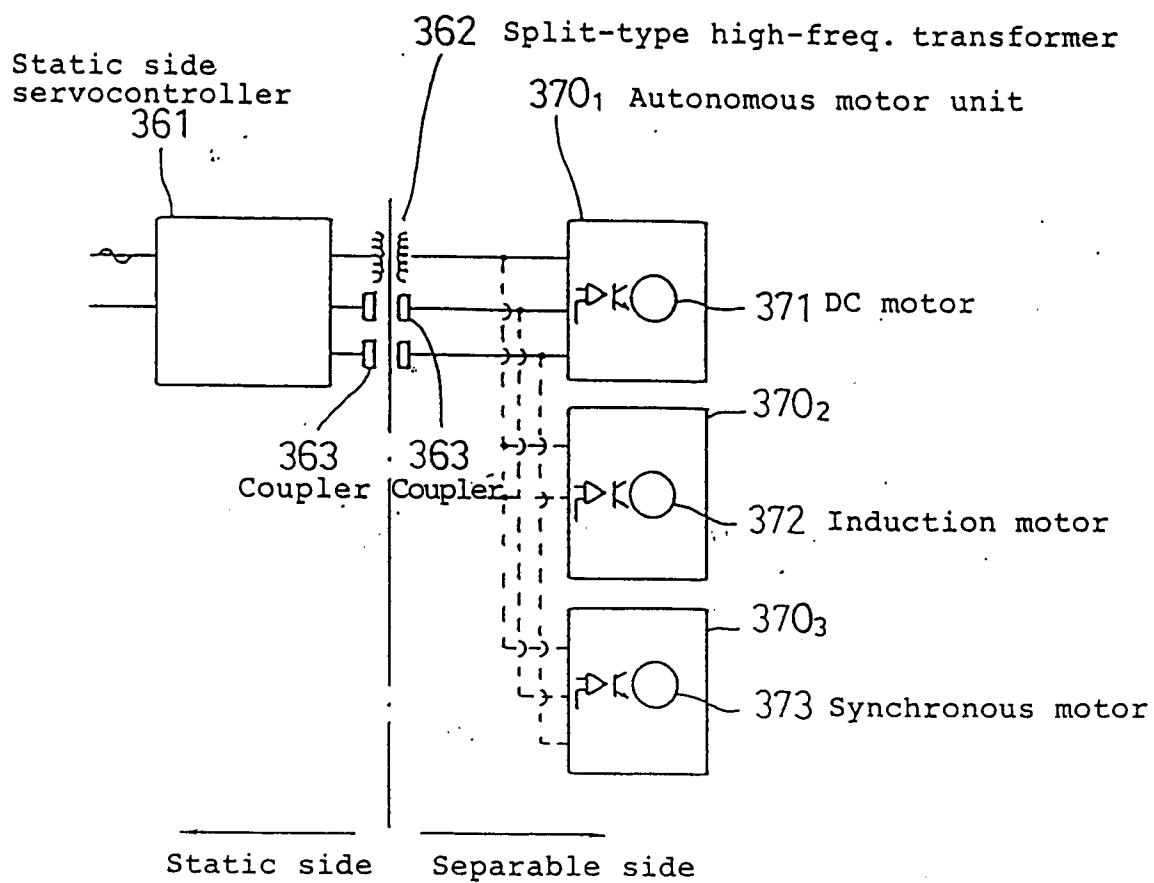 362 Split-type high-freq. transformer
Static side
servocontroller
361
370₁ Autonomous motor unit
371 DC motor
370₂
363 363
Coupler Coupler
372 Induction motor
370₃
373 Synchronous motor
Static side Separable side